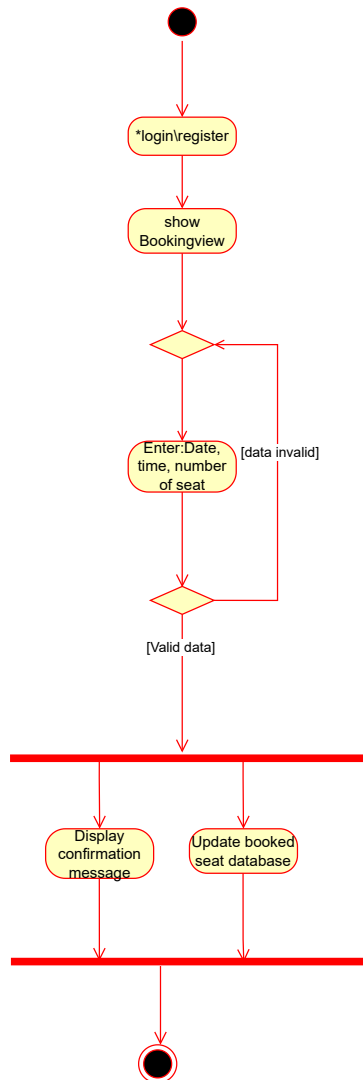 *login\register
show
Bookingview
Enter:Date,
time, number
of seat
[data invalid]
[Valid data]
Display
confirmation
message
Update booked
seat database